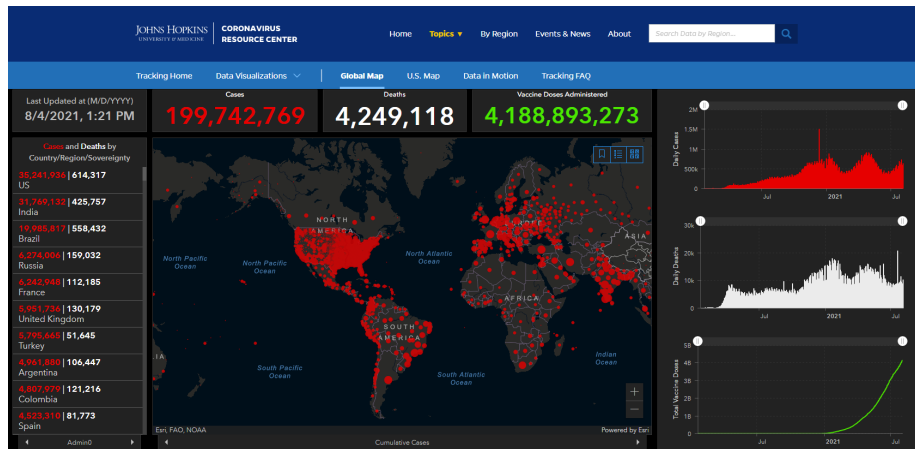 JOHNS HOPKINS
UNIVERSITY & MEDICINE
CORONAVIRUS
RESOURCE CENTER
Home
Topics
By Region
Events & News
About
Search Data by Region...
Tracking Home
Data Visualizations
Global Map
U.S. Map
Data in Motion
Tracking FAQ
Last Updated at (M/D/YYYY)
8/4/2021, 1:21 PM
Cases
199,742,769
Deaths
4,249,118
Vaccine Doses Administered
4,188,893,273
Cases and Deaths by
Country/Region/Sovereignty
35,241,936 | 614,317
US
31,769,132 | 425,757
India
19,985,817 | 558,432
Brazil
6,274,006 | 159,032
Russia
6,242,948 | 112,185
France
5,951,736 | 130,179
United Kingdom
5,795,665 | 51,645
Turkey
4,961,880 | 106,447
Argentina
4,807,979 | 121,216
Colombia
4,523,310 | 81,773
Spain
Admin0
NORTH
AMERICA
ASIA
North Pacific
Ocean
North Pacific
Ocean
North Atlantic
Ocean
AFRICA
SOUTH
AMERICA
IA
South Pacific
Ocean
South Atlantic
Ocean
Indian
Ocean
Esri, FAO, NOAA
Powered by Esri
Cumulative Cases
Daily Cases
2M
1.5M
1M
500k
0
Jul
2021
Jul
Daily Deaths
30k
20k
10k
0
Jul
2021
Jul
Total Vaccine Doses
5B
4B
3B
2B
1B
0
Jul
2021
Jul